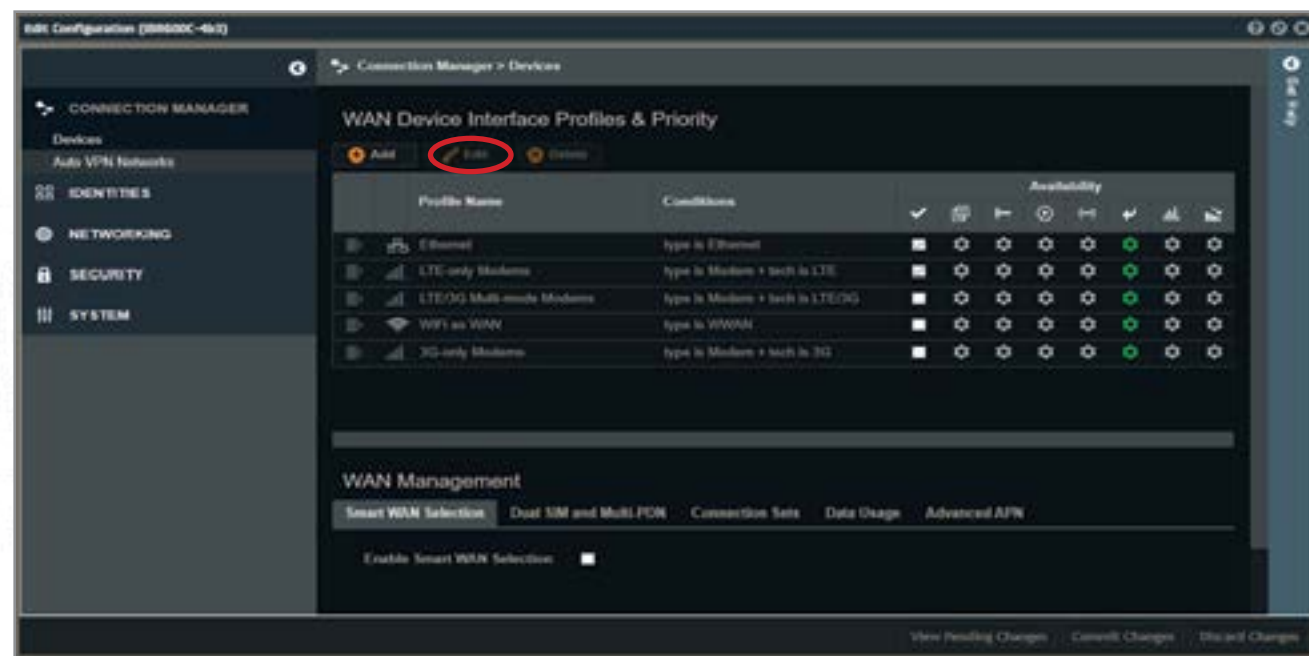 Edit Configuration (IBR600C-4b3)
Connection Manager > Devices
Get Help
CONNECTION MANAGER
Devices
Auto VPN Networks
IDENTITIES
NETWORKING
SECURITY
SYSTEM
WAN Device Interface Profiles & Priority
Add Edit Delete
Availability
Profile Name Conditions
Ethernet type is Ethernet
LTE-only Modems type is Modem + tech is LTE
LTE/3G Multi-mode Modems type is Modem + tech is LTE/3G
WiFi as WAN type is WWAN
3G-only Modems type is Modem + tech is 3G
WAN Management
Smart WAN Selection Dual SIM and Multi-PDN Connection Sets Data Usage Advanced APN
Enable Smart WAN Selection
View Pending Changes Commit Changes Discard Changes